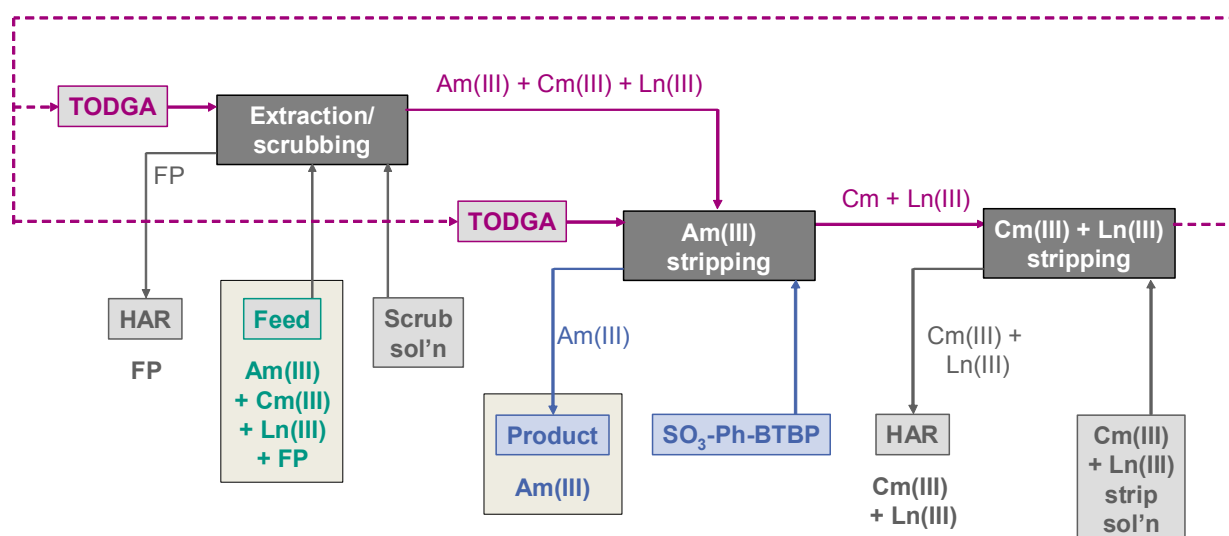 Am(III) + Cm(III) + Ln(III)
TODGA
Extraction/
scrubbing
FP
TODGA
Am(III)
stripping
Cm + Ln(III)
Cm(III) + Ln(III)
stripping
HAR
FP
Feed
Am(III)
+ Cm(III)
+ Ln(III)
+ FP
Scrub
sol’n
Am(III)
Product
Am(III)
SO₃-Ph-BTBP
Cm(III) +
Ln(III)
HAR
Cm(III)
+ Ln(III)
Cm(III)
+ Ln(III)
strip
sol’n